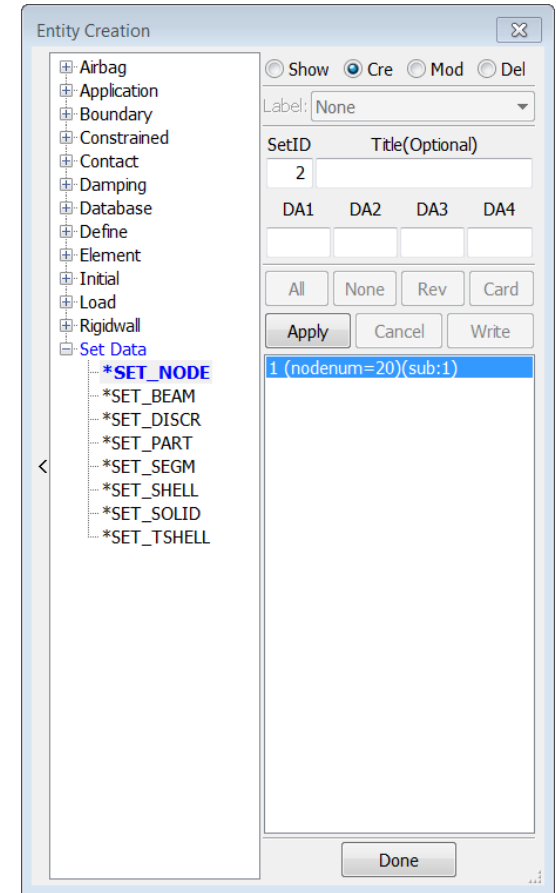 Entity Creation
Airbag
Application
Boundary
Constrained
Contact
Damping
Database
Define
Element
Initial
Load
Rigidwall
Set Data
*SET_NODE
*SET_BEAM
*SET_DISCR
*SET_PART
*SET_SEGM
*SET_SHELL
*SET_SOLID
*SET_TSHELL
<
Show Cre Mod Del
Label: None
SetID Title(Optional)
2
DA1 DA2 DA3 DA4
All None Rev Card
Apply Cancel Write
1 (nodenum=20)(sub:1)
Done